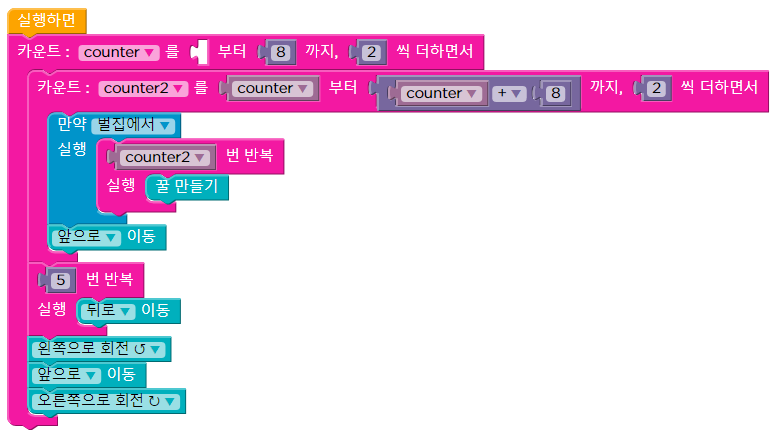 실행하면
카운트 : counter ▼ 를 부터 8 까지, 2 씩 더하면서
카운트 : counter2 ▼ 를 counter ▼ 부터 counter ▼ + ▼ 8 까지, 2 씩 더하면서
만약 벌집에서 ▼
실행 counter2 ▼ 번 반복
실행 꿀 만들기
앞으로 ▼ 이동
5 번 반복
실행 뒤로 ▼ 이동
왼쪽으로 회전 ↺ ▼
앞으로 ▼ 이동
오른쪽으로 회전 ↻ ▼